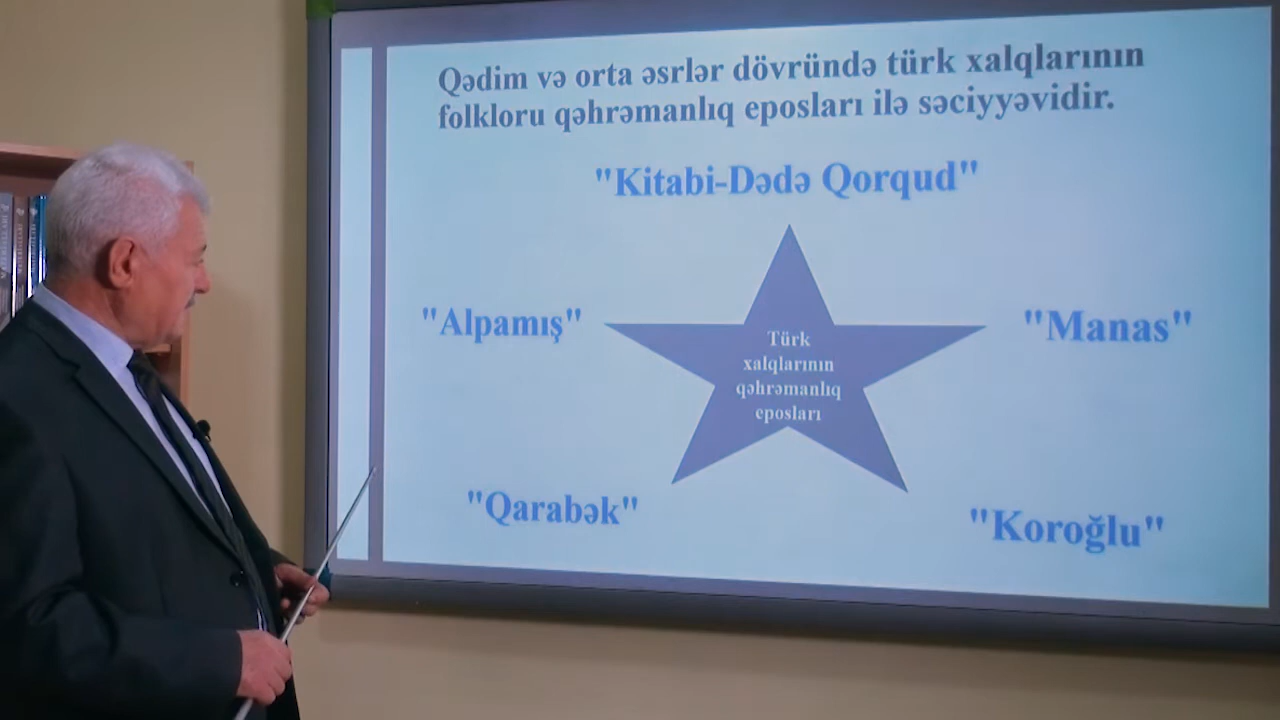 Qədim və orta əsrlər dövründə türk xalqlarının
folkloru qəhrəmanlıq eposları ilə səciyyəvidir.
"Kitabi-Dədə Qorqud"
"Alpamış"
"Manas"
Türk
xalqlarının
qəhrəmanlıq
eposları
"Qarabək"
"Koroğlu"